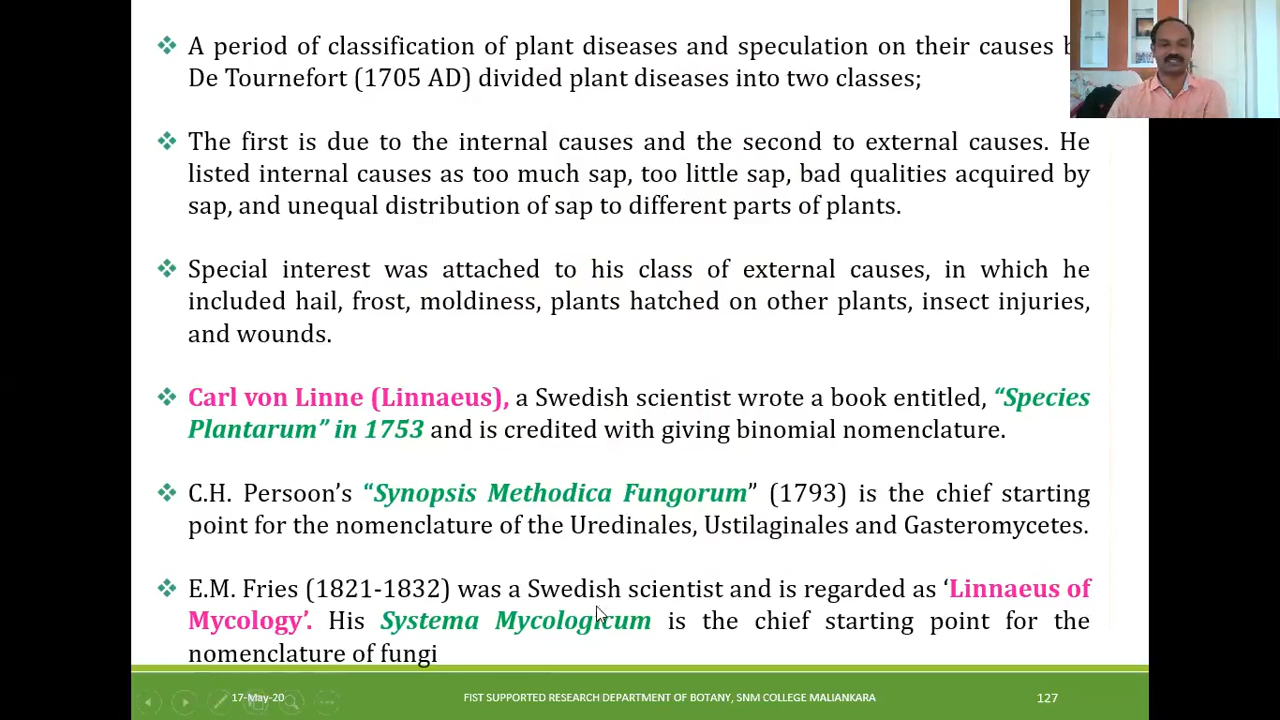 A period of classification of plant diseases and speculation on their causes
De Tournefort (1705 AD) divided plant diseases into two classes;
The first is due to the internal causes and the second to external causes. He
listed internal causes as too much sap, too little sap, bad qualities acquired by
sap, and unequal distribution of sap to different parts of plants.
Special interest was attached to his class of external causes, in which he
included hail, frost, moldiness, plants hatched on other plants, insect injuries,
and wounds.
Carl von Linne (Linnaeus), a Swedish scientist wrote a book entitled, “Species
Plantarum” in 1753 and is credited with giving binomial nomenclature.
C.H. Persoon’s “Synopsis Methodica Fungorum” (1793) is the chief starting
point for the nomenclature of the Uredinales, Ustilaginales and Gasteromycetes.
E.M. Fries (1821-1832) was a Swedish scientist and is regarded as ‘Linnaeus of
Mycology’. His Systema Mycologicum is the chief starting point for the
nomenclature of fungi
17-May-20
FIST SUPPORTED RESEARCH DEPARTMENT OF BOTANY, SNM COLLEGE MALIANKARA
127